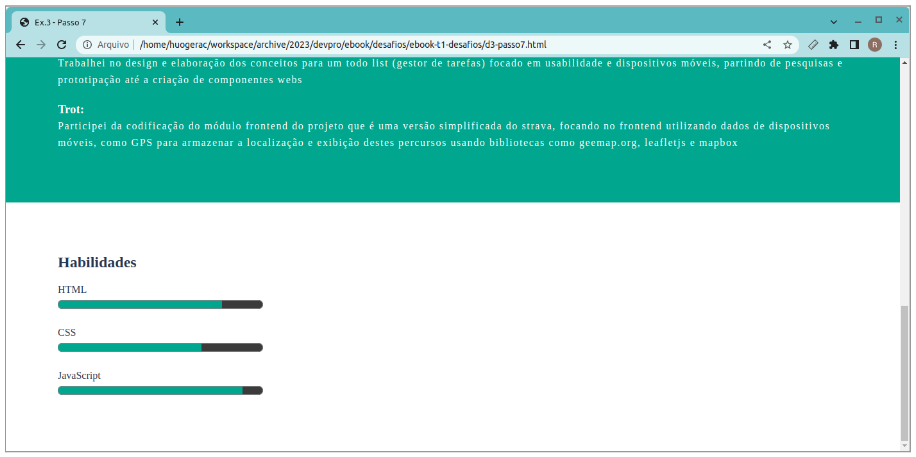 Ex.3 - Passo 7
Arquivo /home/huogerac/workspace/archive/2023/devpro/ebook/desafios/ebook-t1-desafios/d3-passo7.html
R
Trabalhei no design e elaboração dos conceitos para um todo list (gestor de tarefas) focado em usabilidade e dispositivos móveis, partindo de pesquisas e
prototipação até a criação de componentes webs
Trot:
Participei da codificação do módulo frontend do projeto que é uma versão simplificada do strava, focando no frontend utilizando dados de dispositivos
móveis, como GPS para armazenar a localização e exibição destes percursos usando bibliotecas como geemap.org, leafletjs e mapbox
Habilidades
HTML
CSS
JavaScript